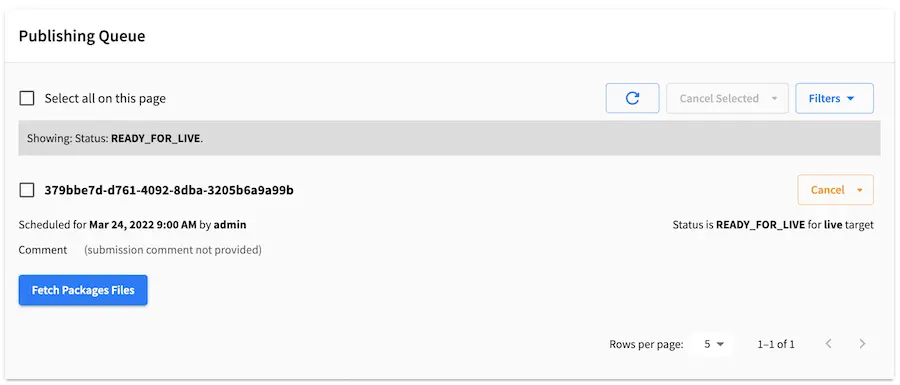 Publishing Queue
Select all on this page
Cancel Selected
Filters
Showing: Status: READY_FOR_LIVE.
379bbe7d-d761-4092-8dba-3205b6a9a99b
Cancel
Scheduled for Mar 24, 2022 9:00 AM by admin
Status is READY_FOR_LIVE for live target
Comment (submission comment not provided)
Fetch Packages Files
Rows per page: 5 1–1 of 1